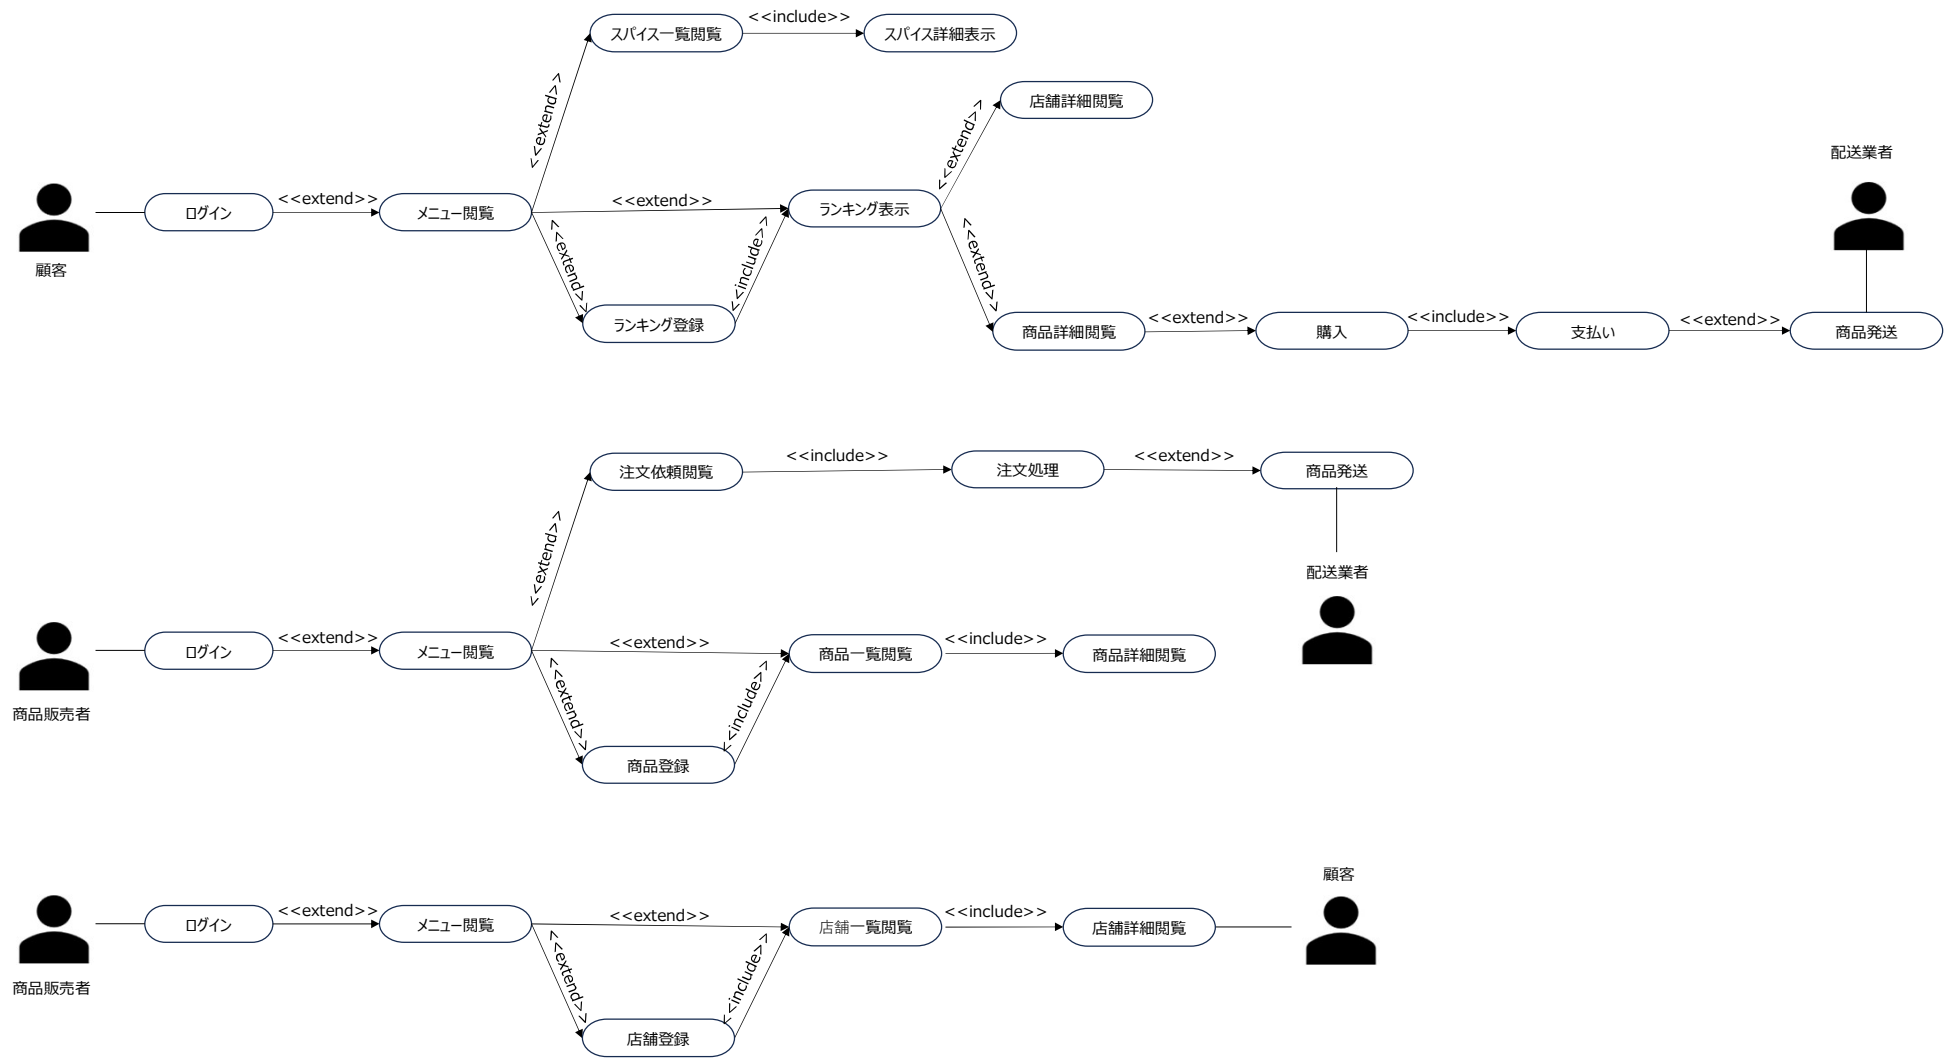 <<include>>
スパイス一覧閲覧
スパイス詳細表示
<<extend>>
店舗詳細閲覧
<<extend>>
配送業者
<<extend>>
<<extend>>
ログイン
メニュー閲覧
ランキング表示
顧客
<<extend>>
<<include>>
<<extend>>
ランキング登録
商品詳細閲覧
<<extend>>
購入
<<include>>
支払い
<<extend>>
商品発送
注文依頼閲覧
<<include>>
注文処理
<<extend>>
商品発送
<<extend>>
配送業者
<<extend>>
<<extend>>
<<include>>
ログイン
メニュー閲覧
商品一覧閲覧
商品詳細閲覧
商品販売者
<<extend>>
<<include>>
商品登録
顧客
<<extend>>
<<extend>>
<<include>>
ログイン
メニュー閲覧
店舗一覧閲覧
店舗詳細閲覧
商品販売者
<<extend>>
<<include>>
店舗登録